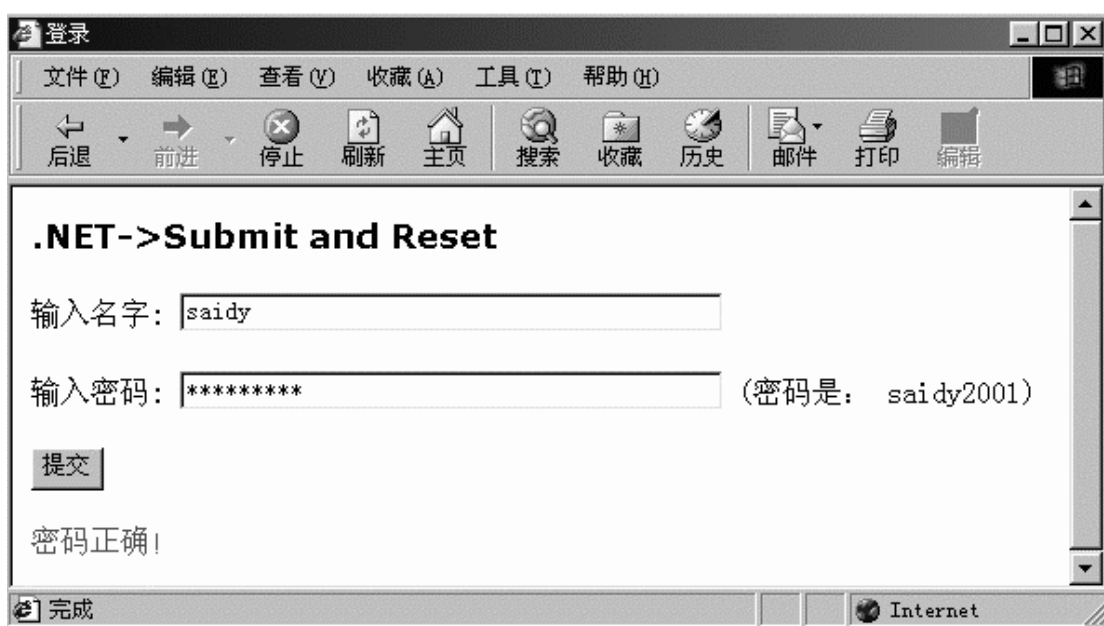 登录
文件(F) 编辑(E) 查看(V) 收藏(A) 工具(T) 帮助(H)
后退 前进 停止 刷新 主页 搜索 收藏 历史 邮件 打印 编辑
.NET->Submit and Reset
输入名字: saidy
输入密码: ********* (密码是: saidy2001)
提交
密码正确!
完成 Internet